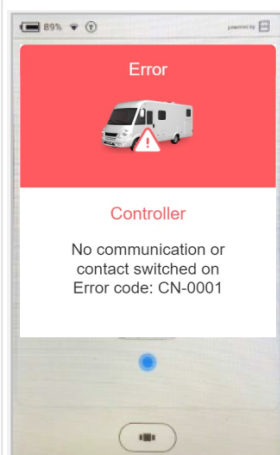 89%
powered by
Error
Controller
No communication or
contact switched on
Error code: CN-0001